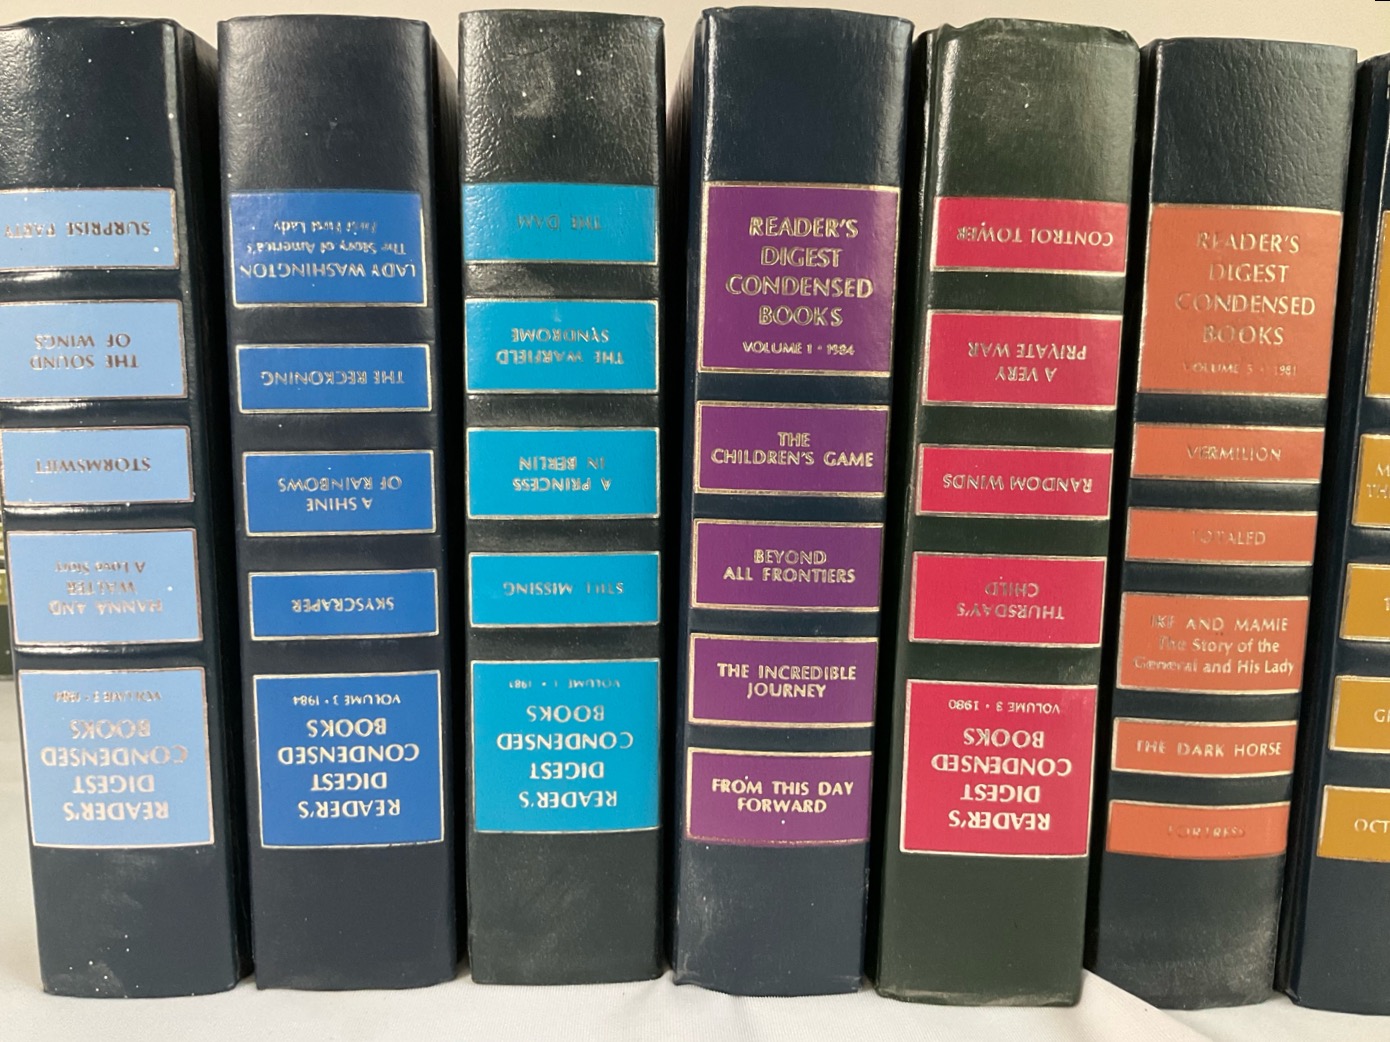 READER'S
DIGEST
CONDENSED
BOOKS
VOLUME
HANNA AND
WALTER
A Love Story
STORMSWIFT
THE SOUND
OF WINGS
SURPRISE PARTY
READER'S
DIGEST
CONDENSED
BOOKS
VOLUME 3 • 1984
SKYSCRAPER
A SHINE
OF RAINBOWS
THE RECKONING
LADY WASHINGTON
The Story of America's
First First Lady
READER'S
DIGEST
CONDENSED
BOOKS
VOLUME 1 • 1981
STILL MISSING
A PRINCESS
IN BERLIN
THE WARFIELD
SYNDROME
THE DAM
READER'S
DIGEST
CONDENSED
BOOKS
VOLUME 1 • 1984
THE
CHILDREN'S GAME
BEYOND
ALL FRONTIERS
THE INCREDIBLE
JOURNEY
FROM THIS DAY
FORWARD
READER'S
DIGEST
CONDENSED
BOOKS
VOLUME 3 • 1980
THURSDAY'S
CHILD
RANDOM WINDS
A VERY
PRIVATE WAR
CONTROL TOWER
READER'S
DIGEST
CONDENSED
BOOKS
VOLUME • 1981
VERMILION
TOTALED
IKE AND MAMIE
The Story of the
General and His Lady
THE DARK HORSE
FORTRESS
OCT